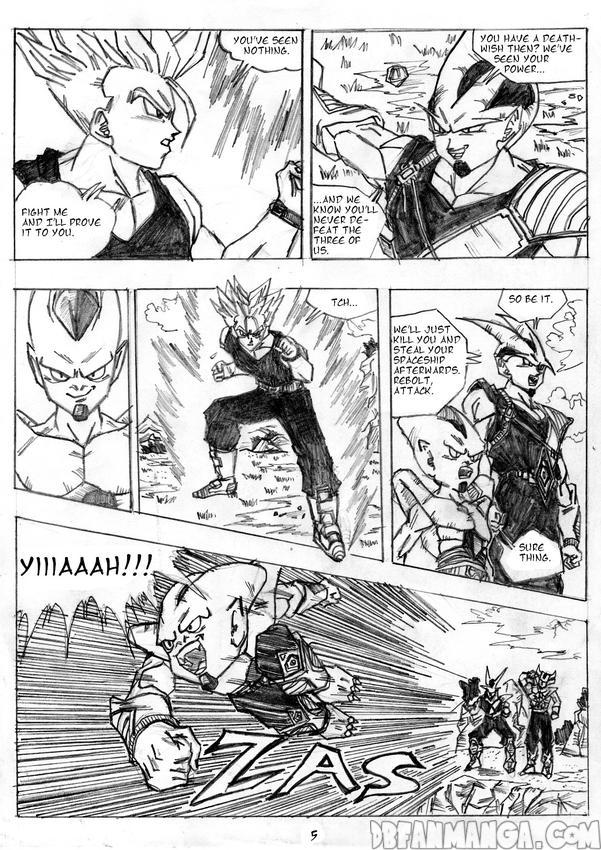 YOU'VE SEEN
NOTHING.
FIGHT ME
AND I'LL PROVE
IT TO YOU.
YOU HAVE A DEATH-
WISH THEN? WE'VE
SEEN YOUR
POWER...
...AND WE
KNOW YOU'LL
NEVER DE-
FEAT THE
THREE OF
US.
TCH...
SO BE IT.
WE'LL JUST
KILL YOU AND
STEAL YOUR
SPACESHIP
AFTERWARDS.
REBOLT,
ATTACK.
SURE
THING.
YIIIAAAH!!!
ZAS
5
DBFANMANGA.COM